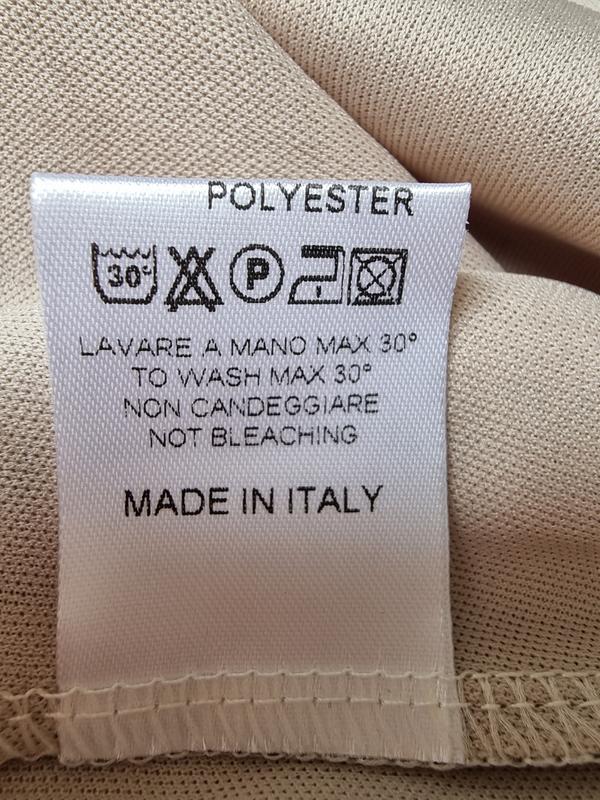 POLYESTER
30° P
LAVARE A MANO MAX 30°
TO WASH MAX 30°
NON CANDEGGIARE
NOT BLEACHING
MADE IN ITALY